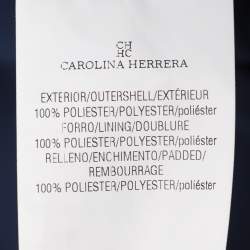 CH
HC
CAROLINA HERRERA
EXTERIOR/OUTERSHELL/EXTÉRIEUR
100% POLIESTER/POLYESTER/poliéster
FORRO/LINING/DOUBLURE
100% POLIESTER/POLYESTER/poliéster
RELLENO/ENCHIMENTO/PADDED/
REMBOURRAGE
100% POLIESTER/POLYESTER/poliéster